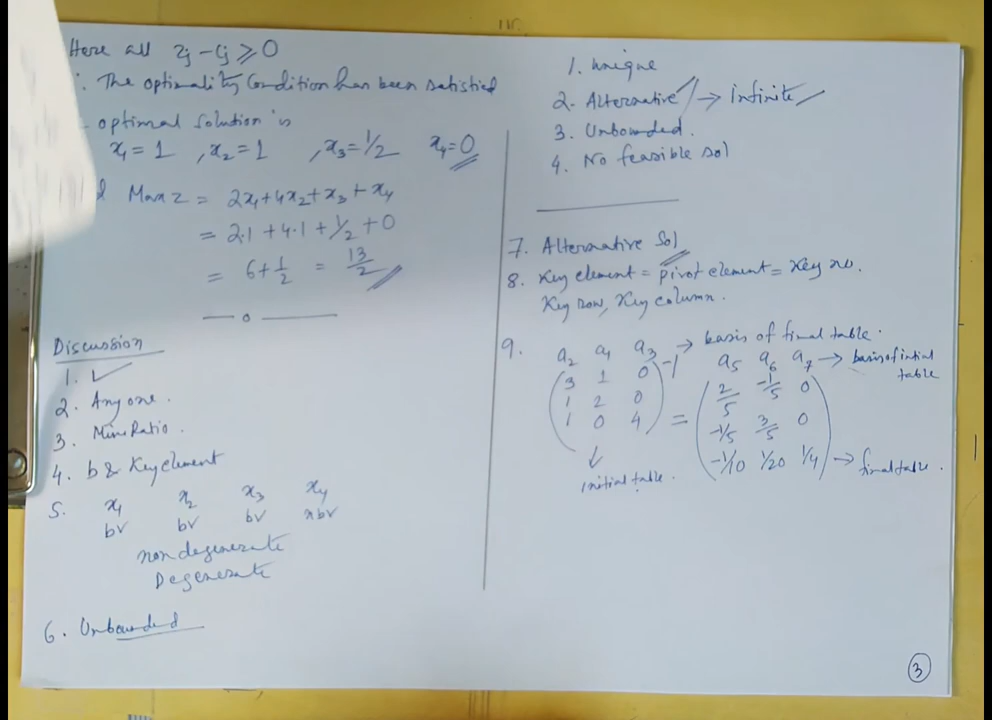 Here all Zj - Cj ≥ 0
∴ The optimality Condition has been satisfied
optimal solution is
x₁ = 1 , x₂ = 1 , x₃ = 1/2 x₄ = 0
Max z = 2x₁ + 4x₂ + x₃ + x₄
= 2.1 + 4.1 + 1/2 + 0
= 6 + 1/2 = 13/2
— o —
Discussion
1. ✓
2. Any one.
3. Mini Ratio.
4. b & Key element
5. x₁ x₂ x₃ x₄
bv bv bv nbv
non degenerate
Degenerate
6. Unbounded
1. Unique
2. Alternative → Infinite
3. Unbounded.
4. No feasible sol
7. Alternative Sol
8. Key element = pivot element = Key no.
Key row, Key column.
9. a₂ a₁ a₃ → basis of final table.
a₅ a₆ a₇ → basis of intial table
3 1 0 -1 2/5 -1/5 0
1 2 0 = -1/5 3/5 0
1 0 4 -1/10 1/20 1/4 → final table.
↓
initial table.
3